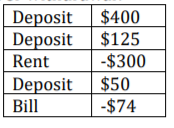 Deposit $400
Deposit $125
Rent -$300
Deposit $50
Bill -$74